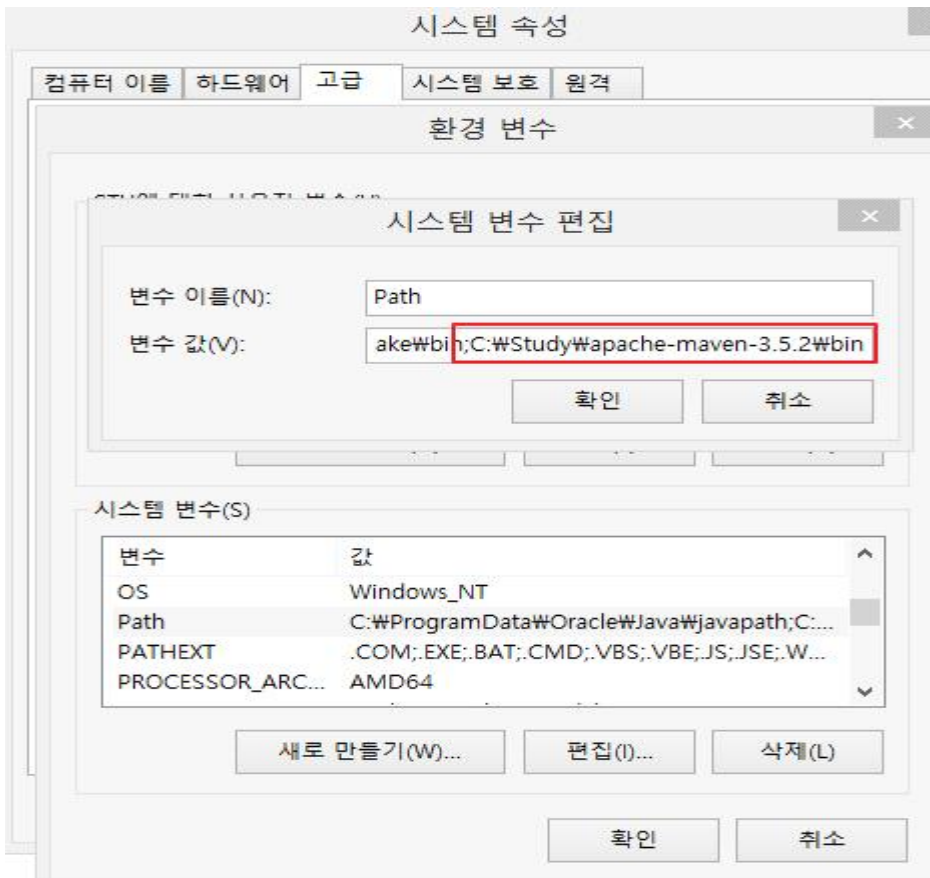 시스템 속성
컴퓨터 이름 하드웨어 고급 시스템 보호 원격
환경 변수
시스템 변수 편집
변수 이름(N): Path
변수 값(V): ake₩bin;C:₩Study₩apache-maven-3.5.2₩bin
확인 취소
시스템 변수(S)
변수 값
OS Windows_NT
Path C:₩ProgramData₩Oracle₩Java₩javapath;C:...
PATHEXT .COM;.EXE;.BAT;.CMD;.VBS;.VBE;.JS;.JSE;.W...
PROCESSOR_ARC... AMD64
새로 만들기(W)... 편집(I)... 삭제(L)
확인 취소